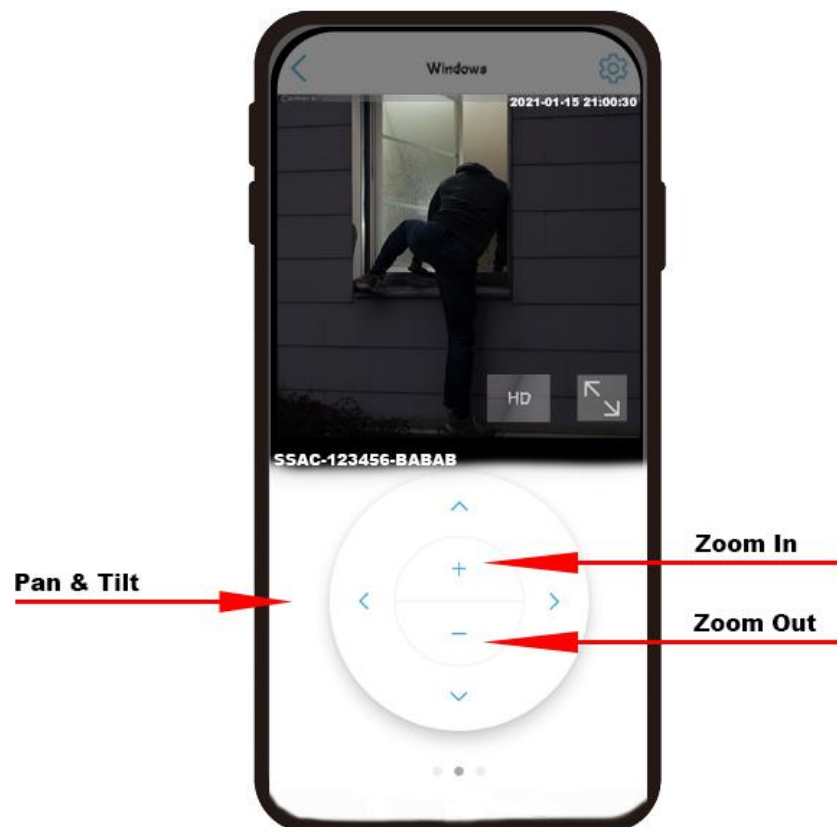 Windows
Camera
2021-01-15 21:00:30
HD
SSAC-123456-BABAB
Zoom In
Pan & Tilt
Zoom Out